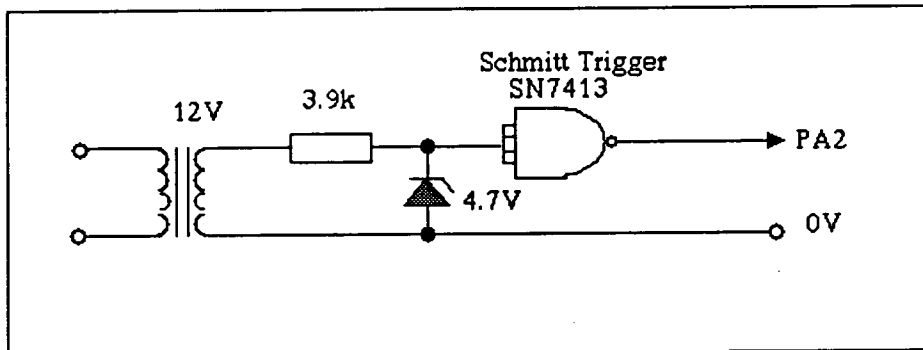 Schmitt Trigger
SN7413
12V
3.9k
PA2
4.7V
0V